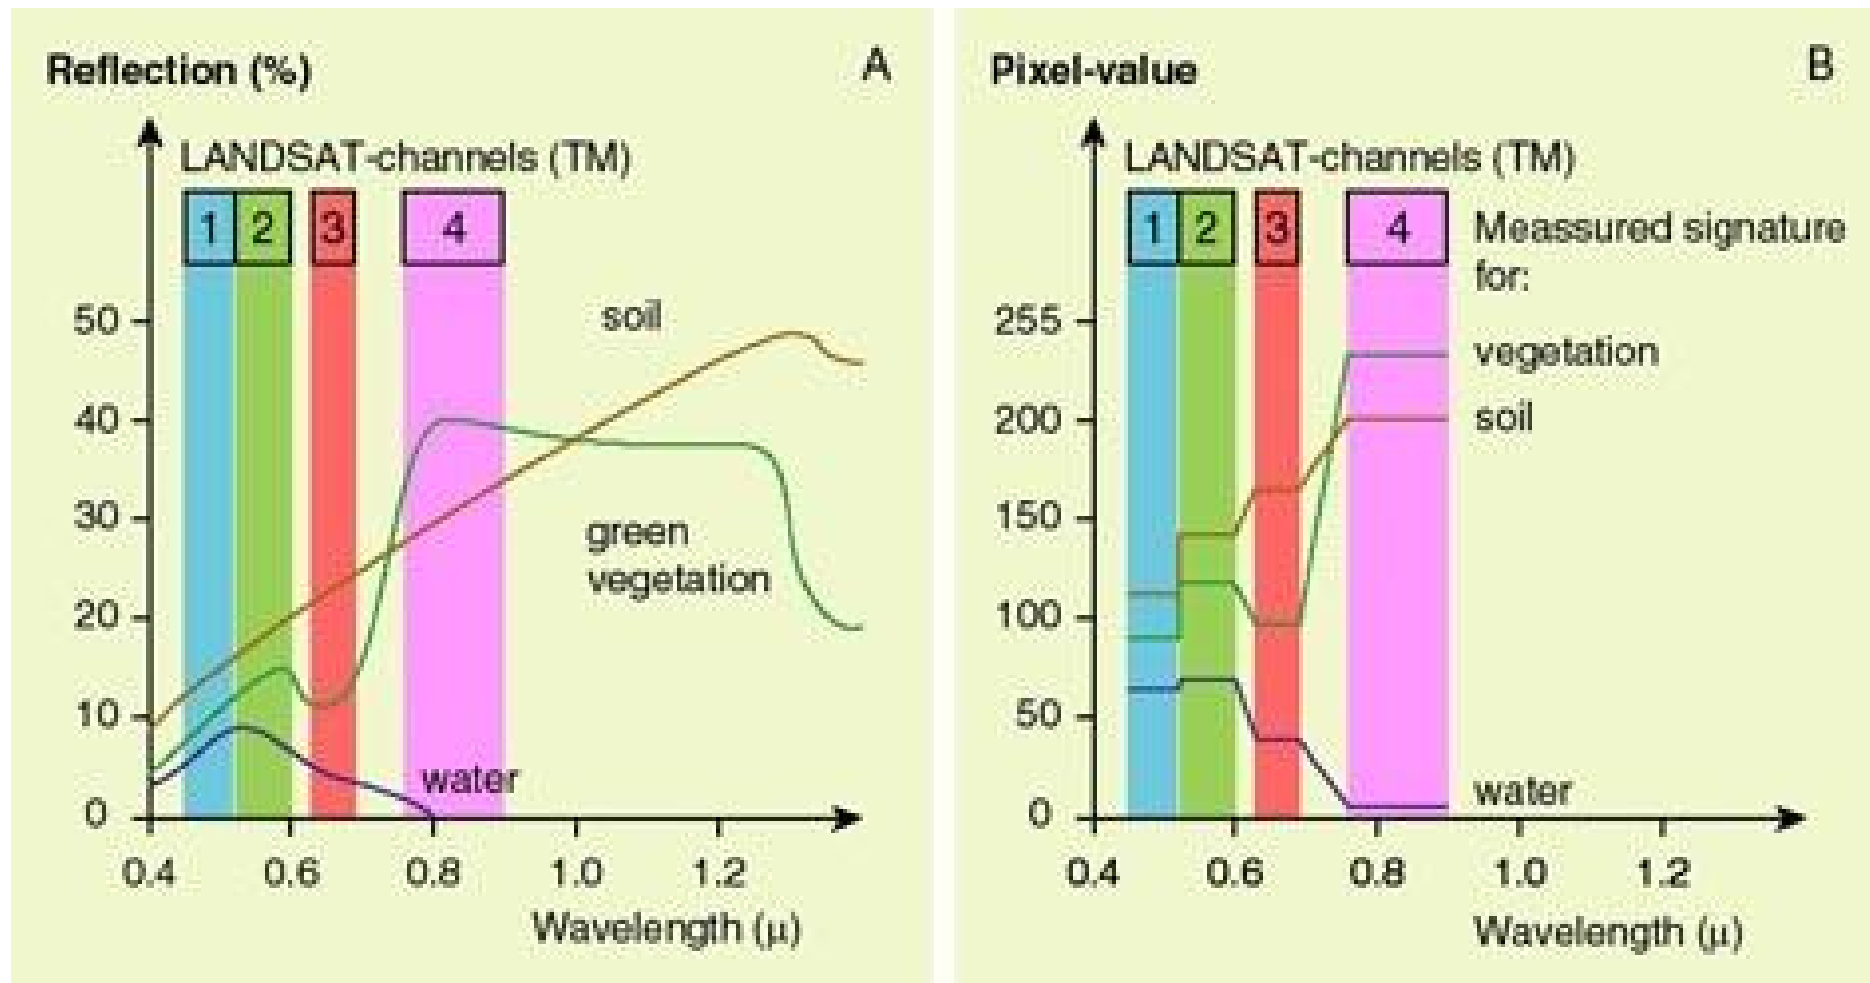 Reflection (%)
A
LANDSAT-channels (TM)
1 2 3 4
50
40
30
20
10
0
soil
green
vegetation
water
0.4 0.6 0.8 1.0 1.2
Wavelength (µ)
Pixel-value
B
LANDSAT-channels (TM)
1 2 3 4
Meassured signature
for:
255
200
150
100
50
0
vegetation
soil
water
0.4 0.6 0.8 1.0 1.2
Wavelength (µ)